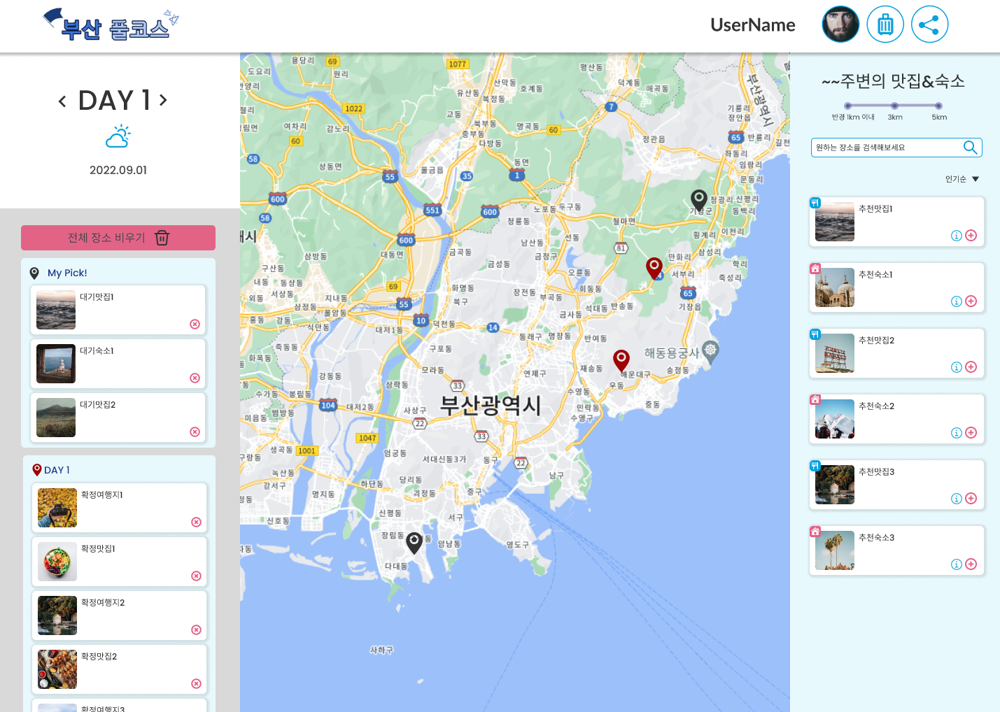 부산 풀코스
UserName
DAY 1
2022.09.01
전체 장소 비우기
My Pick!
대기맛집1
대기숙소1
대기맛집2
DAY 1
확정여행지1
확정맛집1
확정여행지2
확정맛집2
확정여행지3
~~주변의 맛집&숙소
반경 1km 이내 3km 5km
원하는 장소를 검색해보세요
인기순
추천맛집1
추천숙소1
추천맛집2
추천숙소2
추천맛집3
추천숙소3
용당리
69
1077
평산동
도요리
원리
산막동
덕계동
부산광역시
유산동
호계동
매곡동
북정동
1022
교동
7
기룡리
장안읍
여차리
감노리
북부동
명곡동
60
65
반룡리
60
중부동
정관읍
다방동
좌동리
길천
58
동면
임랑리
상동면
물금읍
35
1
문동리
55
600
551
600
노포동
두구동
청광리
신평리
58
청룡동
동백리
철마면
횡계리
이천리
600
남산동
선동
81
금곡동
대동면
삼방동
금성동
만화리
학리
구산동
오륜동
서부리
죽성리
내동
동삼동
69
화명동
장전동
회동동
65
외동
서상동
지내동
55
북구
부곡동
석대동
반송동
기장읍
삼정동
불암동
금사동
홍동
강동
식만동
10
덕천동
14
대저1동
동래구
명장동
반여동
죽동동
구포동
해동용궁사
화목동
모라동
연제구
재송동
송정동
강동동
해운대구
33
삼락동
우동
수가동
봉림동
수영동
104
대저2동
사상구
부산광역시
민락동
중동
범방동
미음동
22
수영구
1047
33
생곡동
1001
엄궁동
서대신동3가
동구
22
녹산동
강서구
하단동
당리동
남구
명지동
괴정동
중구
신호동
신평동
서구
장림동
암남동
영도구
다대동
사하구